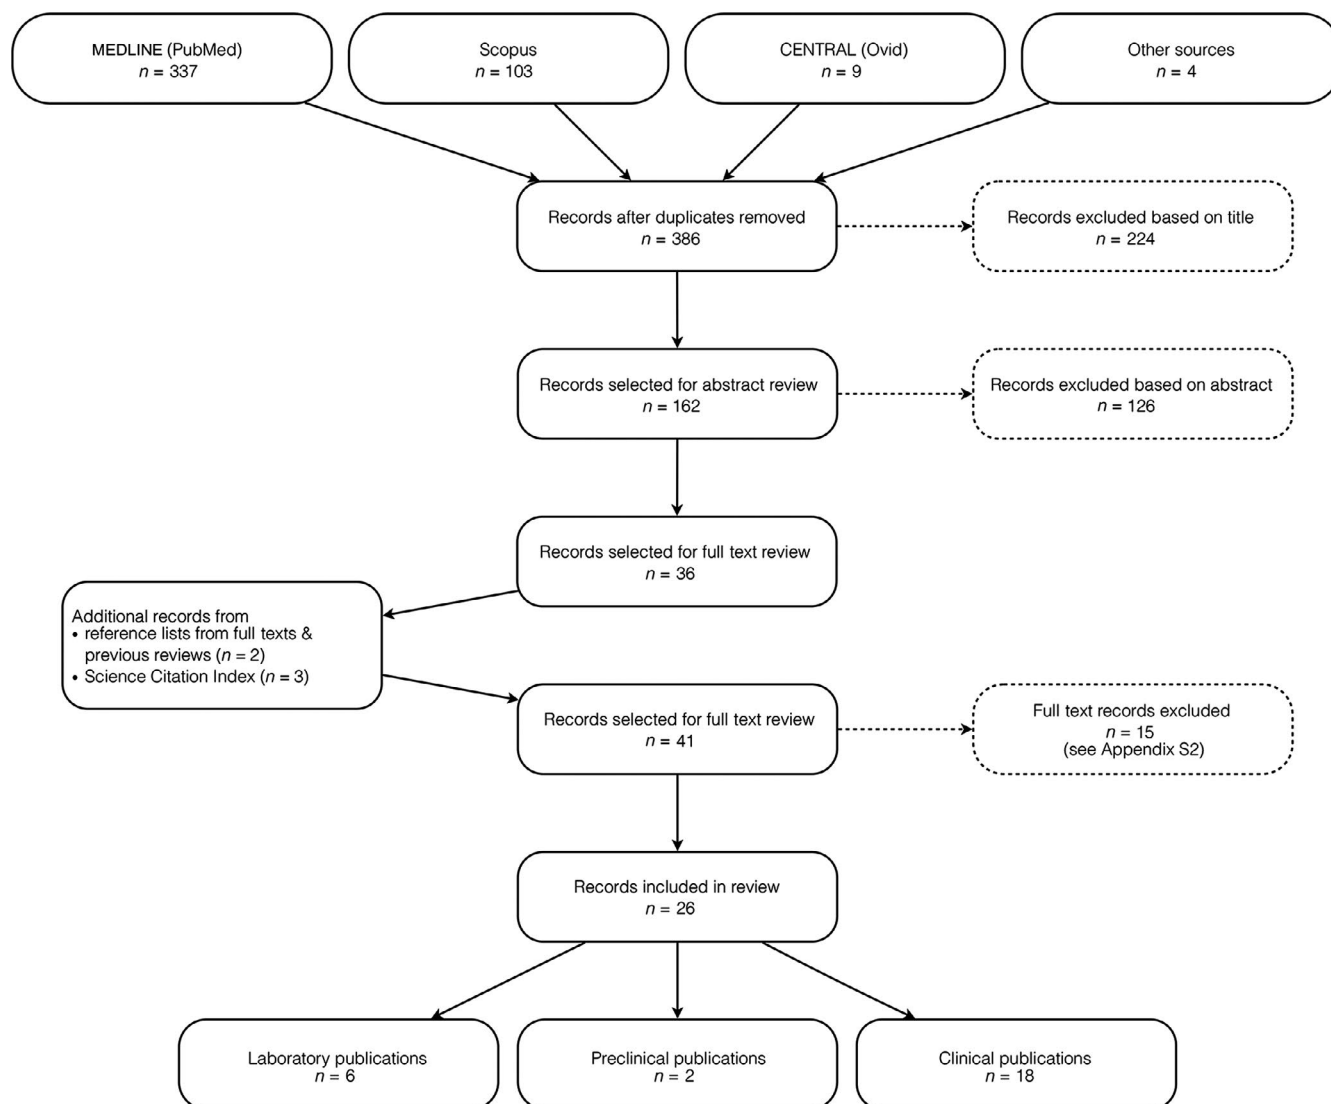 MEDLINE (PubMed)
n = 337
Scopus
n = 103
CENTRAL (Ovid)
n = 9
Other sources
n = 4
Records after duplicates removed
n = 386
Records excluded based on title
n = 224
Records selected for abstract review
n = 162
Records excluded based on abstract
n = 126
Records selected for full text review
n = 36
Additional records from
• reference lists from full texts &
previous reviews (n = 2)
• Science Citation Index (n = 3)
Records selected for full text review
n = 41
Full text records excluded
n = 15
(see Appendix S2)
Records included in review
n = 26
Laboratory publications
n = 6
Preclinical publications
n = 2
Clinical publications
n = 18